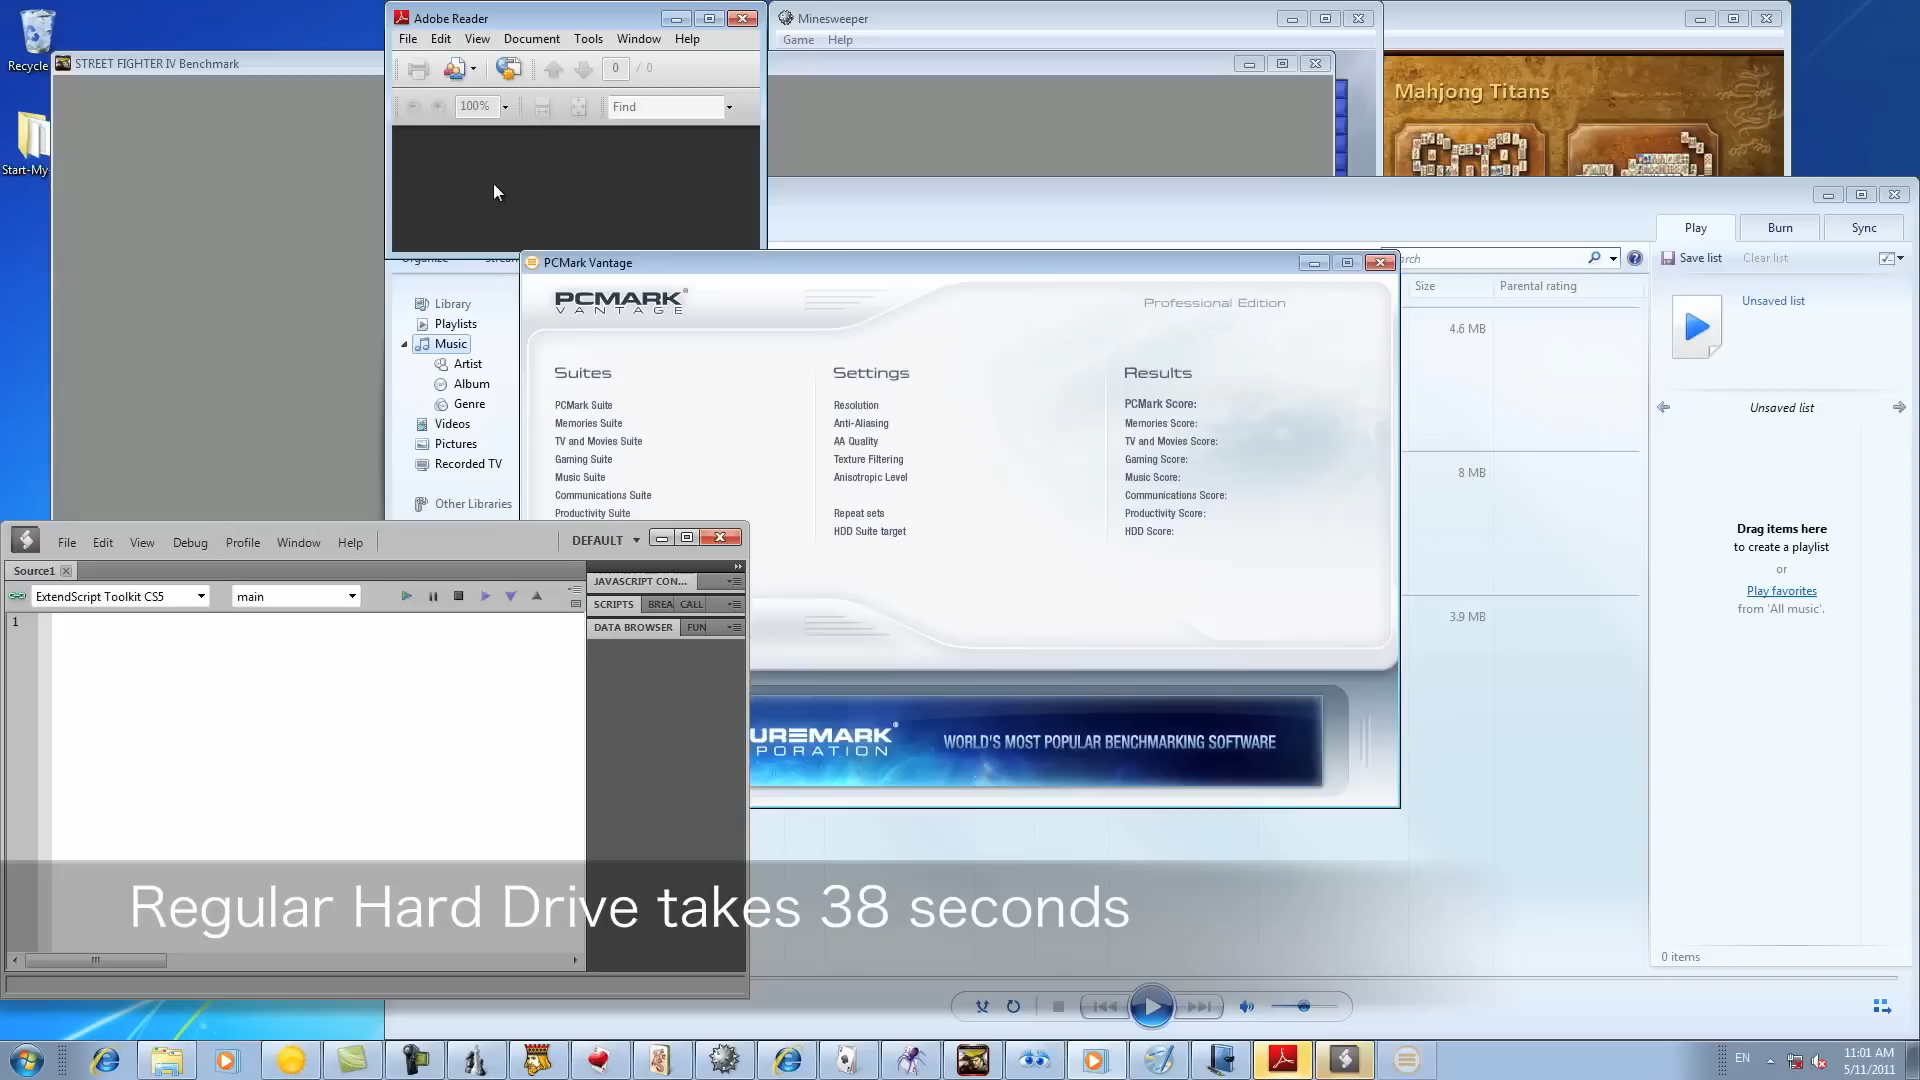 Recycle
Start-My
STREET FIGHTER IV Benchmark
Adobe Reader
File Edit View Document Tools Window Help
0 / 0
100%
Find
Minesweeper
Game Help
Mahjong Titans
Play Burn Sync
Save list Clear list
Size Parental rating
4.6 MB
8 MB
3.9 MB
Unsaved list
Unsaved list
Drag items here
to create a playlist
or
Play favorites
from 'All music'.
0 items
Organize
Library
Playlists
Music
Artist
Album
Genre
Videos
Pictures
Recorded TV
Other Libraries
PCMark Vantage
PCMARK
VANTAGE
Professional Edition
Suites
PCMark Suite
Memories Suite
TV and Movies Suite
Gaming Suite
Music Suite
Communications Suite
Productivity Suite
Settings
Resolution
Anti-Aliasing
AA Quality
Texture Filtering
Anisotropic Level
Repeat sets
HDD Suite target
Results
PCMark Score:
Memories Score:
TV and Movies Score:
Gaming Score:
Music Score:
Communications Score:
Productivity Score:
HDD Score:
UREMARK
PORATION
WORLD'S MOST POPULAR BENCHMARKING SOFTWARE
File Edit View Debug Profile Window Help
DEFAULT
Source1
ExtendScript Toolkit CS5
main
1
JAVASCRIPT CON...
SCRIPTS BREA CALL
DATA BROWSER FUN
Regular Hard Drive takes 38 seconds
EN
11:01 AM
5/11/2011